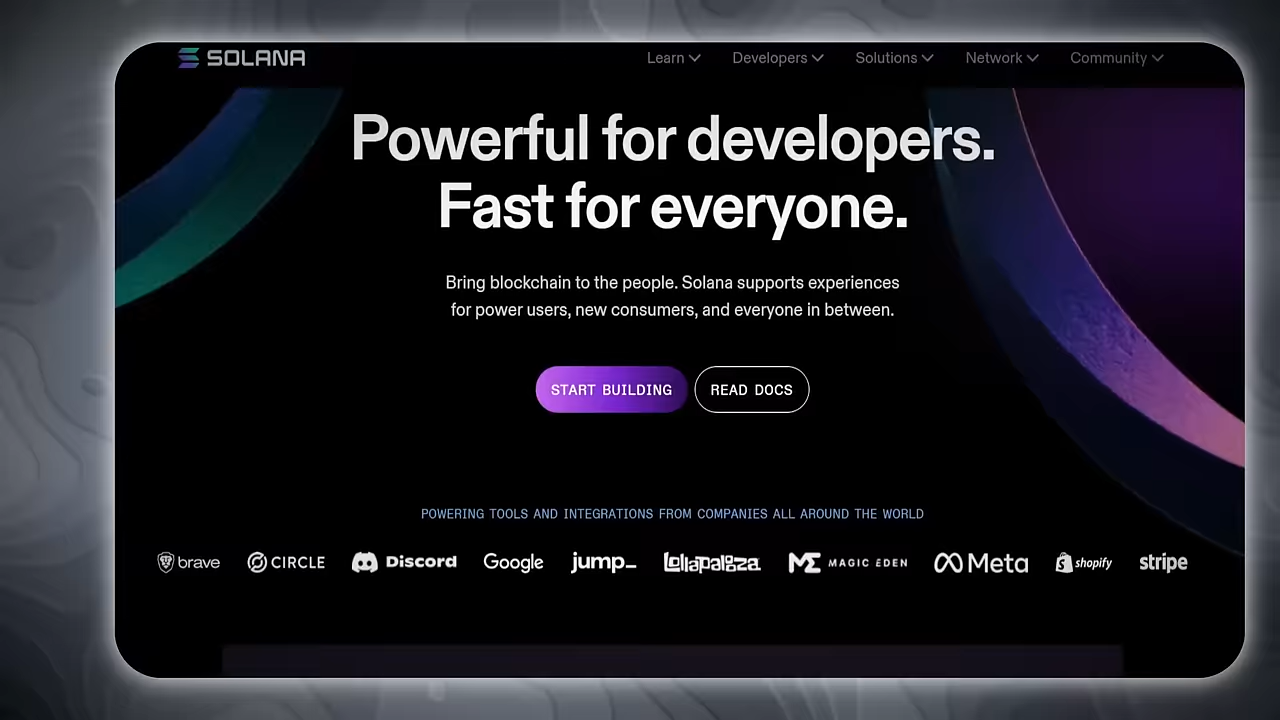 SOLANA Learn Developers Solutions Network Community
Powerful for developers.
Fast for everyone.
Bring blockchain to the people. Solana supports experiences
for power users, new consumers, and everyone in between.
START BUILDING READ DOCS
POWERING TOOLS AND INTEGRATIONS FROM COMPANIES ALL AROUND THE WORLD
brave CIRCLE Discord Google jump_ Lollapalooza MAGIC EDEN Meta shopify stripe